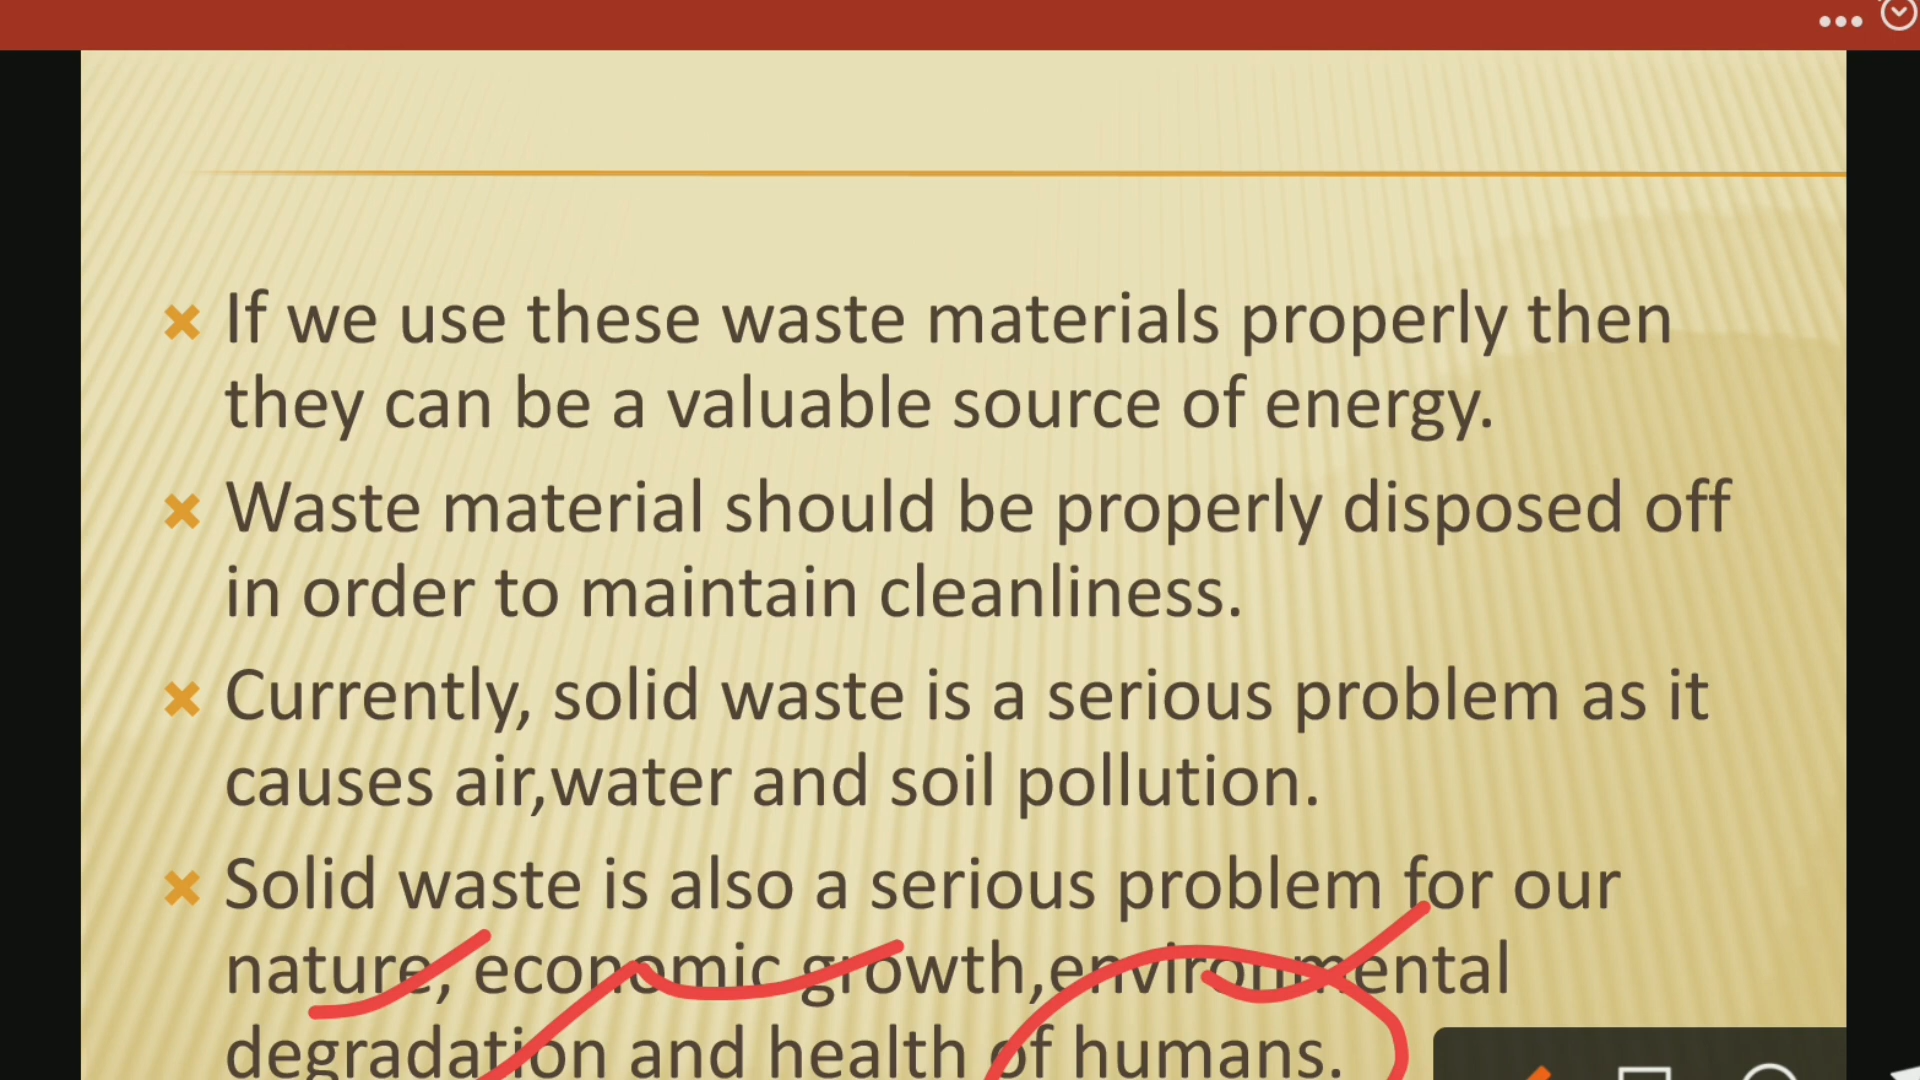 If we use these waste materials properly then
they can be a valuable source of energy.
Waste material should be properly disposed off
in order to maintain cleanliness.
Currently, solid waste is a serious problem as it
causes air,water and soil pollution.
Solid waste is also a serious problem for our
nature, economic growth,environmental
degradation and health of humans.